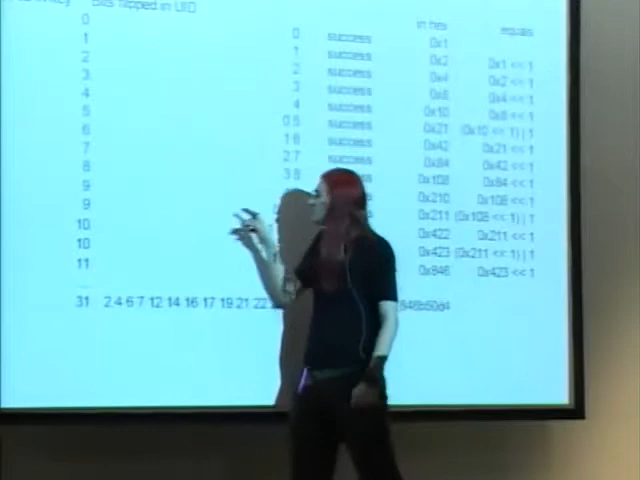 Bits flipped in UID in hex equals
0 0 success 0x1
1 1 success 0x2 0x1 << 1
2 2 success 0x4 0x2 << 1
3 3 success 0x8 0x4 << 1
4 4 success 0x10 0x8 << 1
5 0 5 success 0x21 (0x10 << 1) | 1
6 1 6 success 0x42 0x21 << 1
7 2 7 success 0x84 0x42 << 1
8 3 8 0x108 0x84 << 1
9 0x210 0x108 << 1
9 0x211 (0x108 << 1) | 1
10 0x422 0x211 << 1
10 0x423 (0x211 << 1) | 1
11 0x846 0x423 << 1
31 2 4 6 7 12 14 16 17 19 21 22